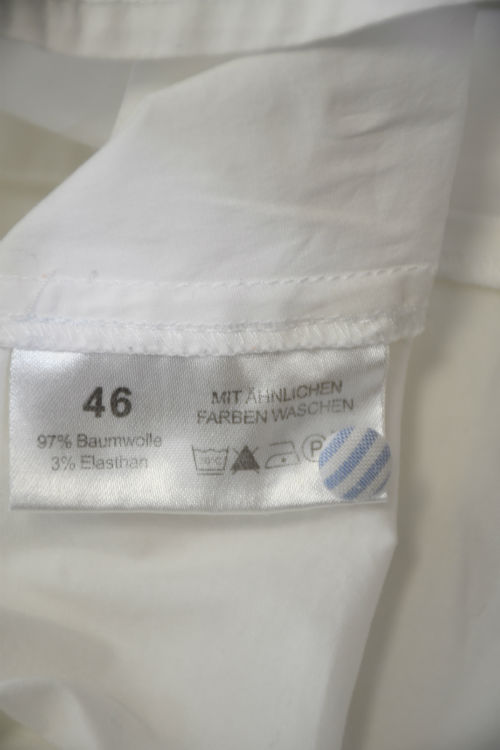 46
97% Baumwolle
3% Elasthan
MIT ÄHNLICHEN
FARBEN WASCHEN
P